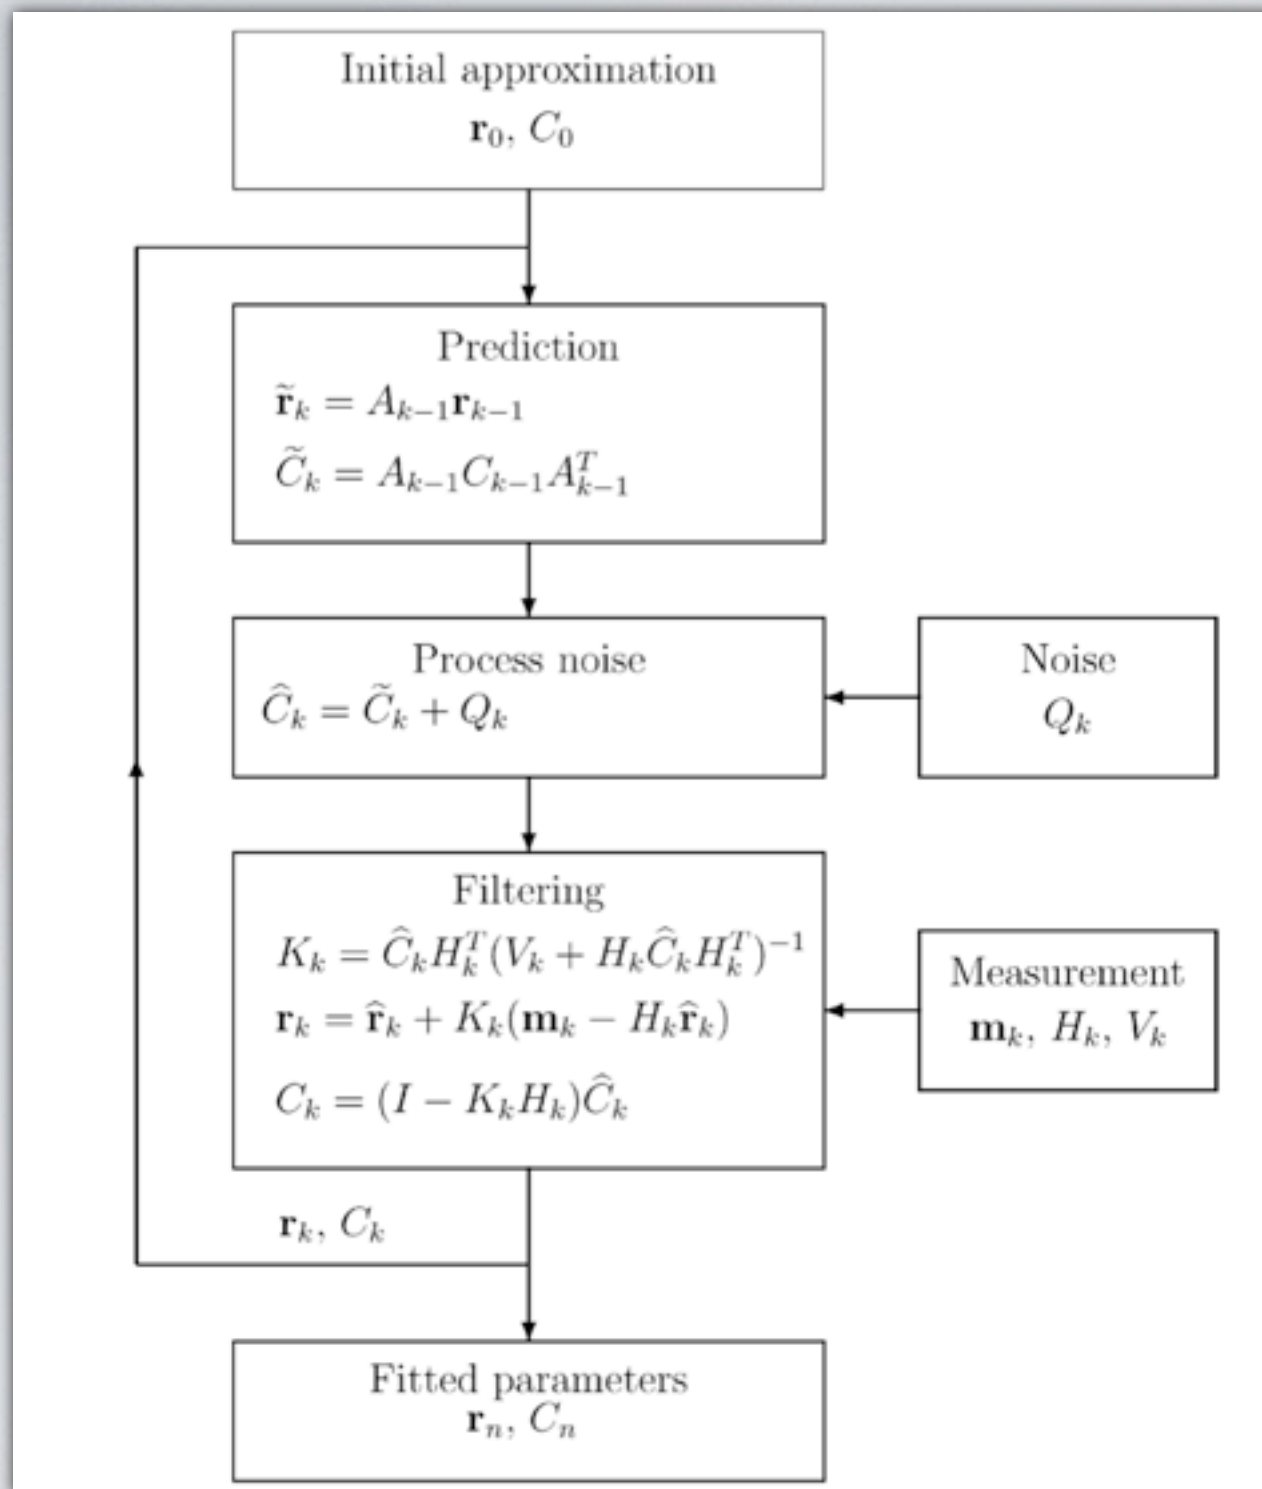 Initial approximation
r₀, C₀
Prediction
r̃ₖ = Aₖ₋₁rₖ₋₁
C̃ₖ = Aₖ₋₁Cₖ₋₁Aᵀₖ₋₁
Process noise
Ĉₖ = C̃ₖ + Qₖ
Noise
Qₖ
Filtering
Kₖ = ĈₖHₖᵀ(Vₖ + HₖĈₖHₖᵀ)⁻¹
rₖ = r̂ₖ + Kₖ(mₖ − Hₖr̂ₖ)
Cₖ = (I − KₖHₖ)Ĉₖ
Measurement
mₖ, Hₖ, Vₖ
rₖ, Cₖ
Fitted parameters
rₙ, Cₙ